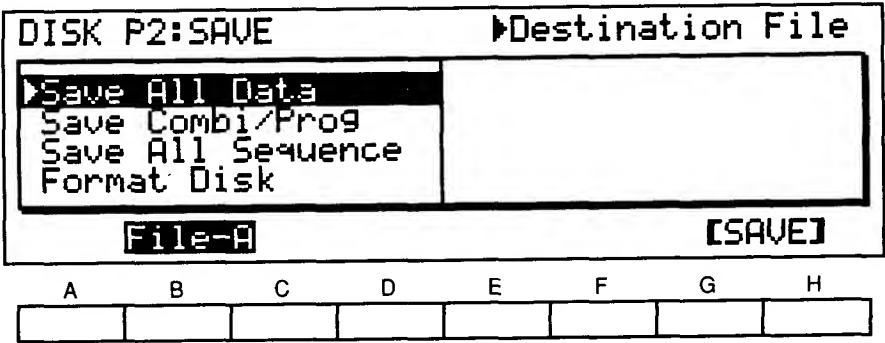 DISK P2:SAVE ▶Destination File
▶Save All Data
Save Combi/Prog
Save All Sequence
Format Disk
File-A [SAVE]
A B C D E F G H